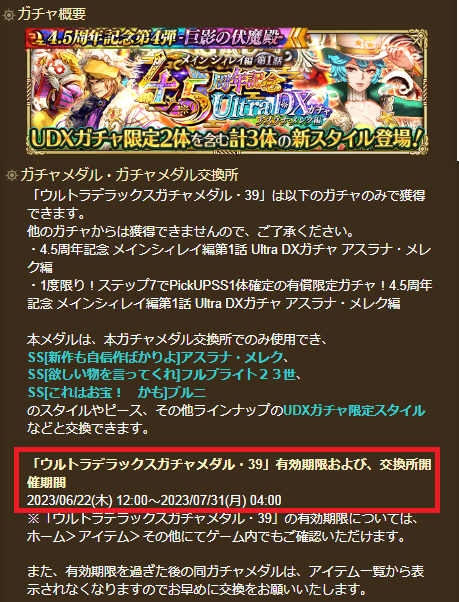 ガチャ概要
4.5周年記念第4弾-巨影の伏魔殿-
メインシィレイ編 第1話
4.5周年記念
UltraDXガチャ
アスラナ・メレク編
UDXガチャ限定2体を含む計3体の新スタイル登場!
ガチャメダル・ガチャメダル交換所
「ウルトラデラックスガチャメダル・39」は以下のガチャのみで獲得
できます。
他のガチャからは獲得できませんので、ご了承ください。
・4.5周年記念 メインシィレイ編第1話 Ultra DXガチャ アスラナ・メレ
ク編
・1度限り!ステップ7でPickUPSS1体確定の有償限定ガチャ!4.5周年
記念 メインシィレイ編第1話 Ultra DXガチャ アスラナ・メレク編
本メダルは、本ガチャメダル交換所でのみ使用でき、
SS[新作も自信作ばかりよ]アスラナ・メレク、
SS[欲しい物を言ってくれ]フルブライト23世、
SS[これはお宝! かも]ブルニ
のスタイルやピース、その他ラインナップのUDXガチャ限定スタイル
などと交換できます。
「ウルトラデラックスガチャメダル・39」有効期限および、交換所開
催期間
2023/06/22(木) 12:00～2023/07/31(月) 04:00
※「ウルトラデラックスガチャメダル・39」の有効期限については、
ホーム＞アイテム＞その他にてゲーム内でもご確認いただけます。
また、有効期限を過ぎた後の同ガチャメダルは、アイテム一覧から表
示されなくなりますのでお早めに交換をお願いいたします。